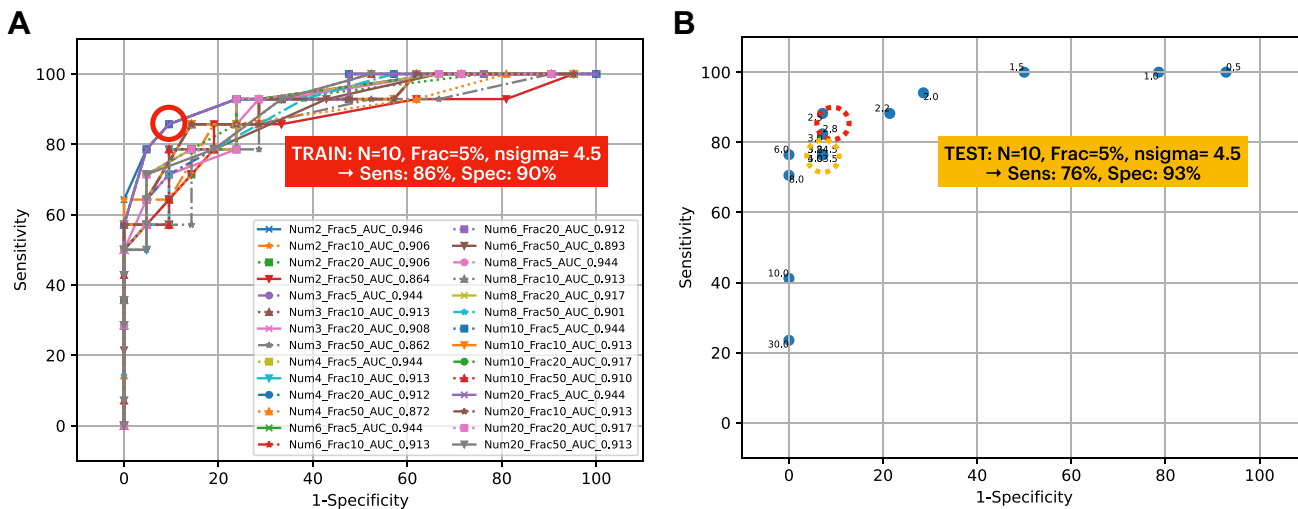 A
100
80
60
40
20
0
Sensitivity
TRAIN: N=10, Frac=5%, nsigma= 4.5
→ Sens: 86%, Spec: 90%
Num2_Frac5_AUC_0.946
Num2_Frac10_AUC_0.906
Num2_Frac20_AUC_0.906
Num2_Frac50_AUC_0.864
Num3_Frac5_AUC_0.944
Num3_Frac10_AUC_0.913
Num3_Frac20_AUC_0.908
Num3_Frac50_AUC_0.862
Num4_Frac5_AUC_0.944
Num4_Frac10_AUC_0.913
Num4_Frac20_AUC_0.912
Num4_Frac50_AUC_0.872
Num6_Frac5_AUC_0.944
Num6_Frac10_AUC_0.913
Num6_Frac20_AUC_0.912
Num6_Frac50_AUC_0.893
Num8_Frac5_AUC_0.944
Num8_Frac10_AUC_0.913
Num8_Frac20_AUC_0.917
Num8_Frac50_AUC_0.901
Num10_Frac5_AUC_0.944
Num10_Frac10_AUC_0.913
Num10_Frac20_AUC_0.917
Num10_Frac50_AUC_0.910
Num20_Frac5_AUC_0.944
Num20_Frac10_AUC_0.913
Num20_Frac20_AUC_0.917
Num20_Frac50_AUC_0.913
0 20 40 60 80 100
1-Specificity
B
100
80
60
40
20
0
Sensitivity
1.5
1.0
0.5
2.0
2.2
2.5
2.8
6.0
4.5
3.5
8.0
10.0
30.0
TEST: N=10, Frac=5%, nsigma= 4.5
→ Sens: 76%, Spec: 93%
0 20 40 60 80 100
1-Specificity